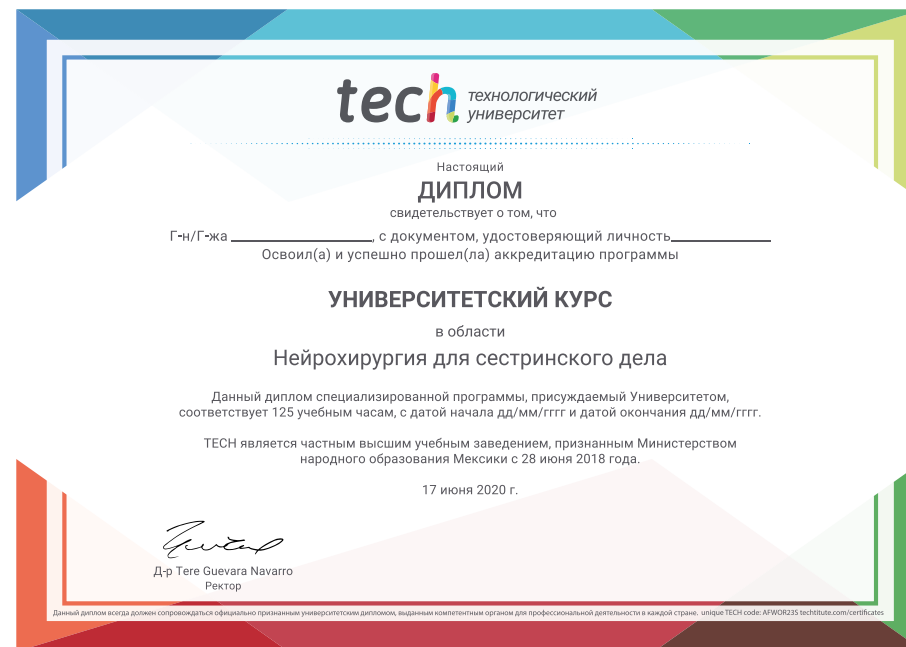 tech технологический
университет
Настоящий
ДИПЛОМ
свидетельствует о том, что
Г-н/Г-жа ____________________, с документом, удостоверяющий личность______________
Освоил(а) и успешно прошел(ла) аккредитацию программы
УНИВЕРСИТЕТСКИЙ КУРС
в области
Нейрохирургия для сестринского дела
Данный диплом специализированной программы, присуждаемый Университетом,
соответствует 125 учебным часам, с датой начала дд/мм/гггг и датой окончания дд/мм/гггг.
TECH является частным высшим учебным заведением, признанным Министерством
народного образования Мексики с 28 июня 2018 года.
17 июня 2020 г.
Д-р Tere Guevara Navarro
Ректор
Данный диплом всегда должен сопровождаться официально признанным университетским дипломом, выданным компетентным органом для профессиональной деятельности в каждой стране. unique TECH code: AFWOR23S techtitute.com/certificates